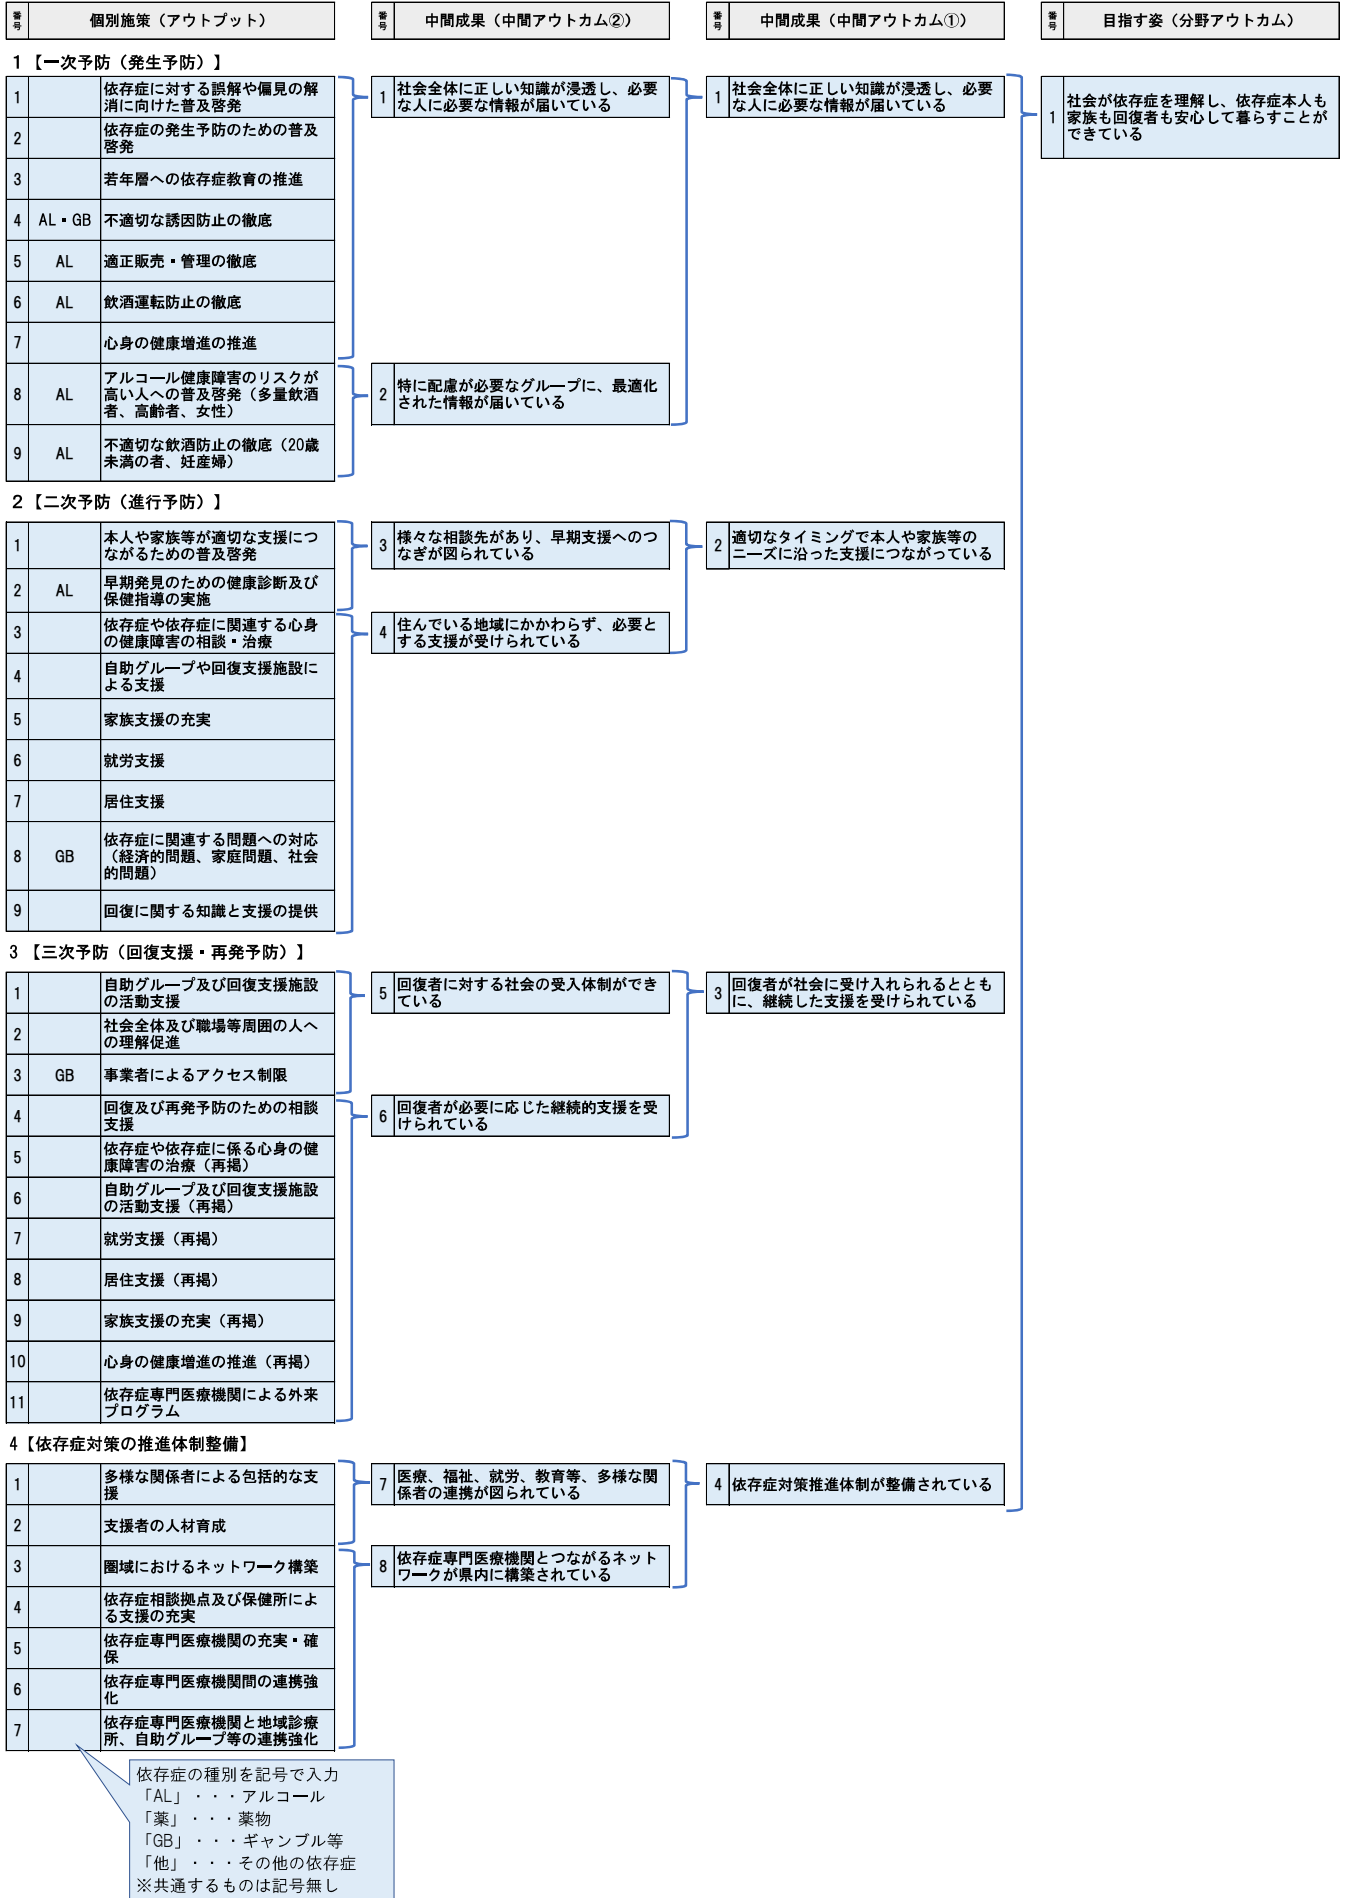 番号
個別施策（アウトプット）
番号
中間成果（中間アウトカム②）
番号
中間成果（中間アウトカム①）
番号
目指す姿（分野アウトカム）
1【一次予防（発生予防）】
1
依存症に対する誤解や偏見の解
消に向けた普及啓発
2
依存症の発生予防のための普及
啓発
3
若年層への依存症教育の推進
4 AL・GB 不適切な誘因防止の徹底
5 AL 適正販売・管理の徹底
6 AL 飲酒運転防止の徹底
7
心身の健康増進の推進
8 AL
アルコール健康障害のリスクが
高い人への普及啓発（多量飲酒
者、高齢者、女性）
9 AL
不適切な飲酒防止の徹底（20歳
未満の者、妊産婦）
1
社会全体に正しい知識が浸透し、必要
な人に必要な情報が届いている
2
特に配慮が必要なグループに、最適化
された情報が届いている
1
社会全体に正しい知識が浸透し、必要
な人に必要な情報が届いている
1
社会が依存症を理解し、依存症本人も
家族も回復者も安心して暮らすことが
できている
2【二次予防（進行予防）】
1
本人や家族等が適切な支援につ
ながるための普及啓発
2 AL
早期発見のための健康診断及び
保健指導の実施
3
依存症や依存症に関連する心身
の健康障害の相談・治療
4
自助グループや回復支援施設に
よる支援
5
家族支援の充実
6
就労支援
7
居住支援
8 GB
依存症に関連する問題への対応
（経済的問題、家庭問題、社会
的問題）
9
回復に関する知識と支援の提供
3
様々な相談先があり、早期支援へのつ
なぎが図られている
4
住んでいる地域にかかわらず、必要と
する支援が受けられている
2
適切なタイミングで本人や家族等の
ニーズに沿った支援につながっている
3【三次予防（回復支援・再発予防）】
1
自助グループ及び回復支援施設
の活動支援
2
社会全体及び職場等周囲の人へ
の理解促進
3 GB 事業者によるアクセス制限
4
回復及び再発予防のための相談
支援
5
依存症や依存症に係る心身の健
康障害の治療（再掲）
6
自助グループ及び回復支援施設
の活動支援（再掲）
7
就労支援（再掲）
8
居住支援（再掲）
9
家族支援の充実（再掲）
10
心身の健康増進の推進（再掲）
11
依存症専門医療機関による外来
プログラム
5
回復者に対する社会の受入体制ができ
ている
6
回復者が必要に応じた継続的支援を受
けられている
3
回復者が社会に受け入れられるととも
に、継続した支援を受けられている
4【依存症対策の推進体制整備】
1
多様な関係者による包括的な支
援
2
支援者の人材育成
3
圏域におけるネットワーク構築
4
依存症相談拠点及び保健所によ
る支援の充実
5
依存症専門医療機関の充実・確
保
6
依存症専門医療機関間の連携強
化
7
依存症専門医療機関と地域診療
所、自助グループ等の連携強化
7
医療、福祉、就労、教育等、多様な関
係者の連携が図られている
8
依存症専門医療機関とつながるネット
ワークが県内に構築されている
4
依存症対策推進体制が整備されている
依存症の種別を記号で入力
「AL」・・・アルコール
「薬」・・・薬物
「GB」・・・ギャンブル等
「他」・・・その他の依存症
※共通するものは記号無し